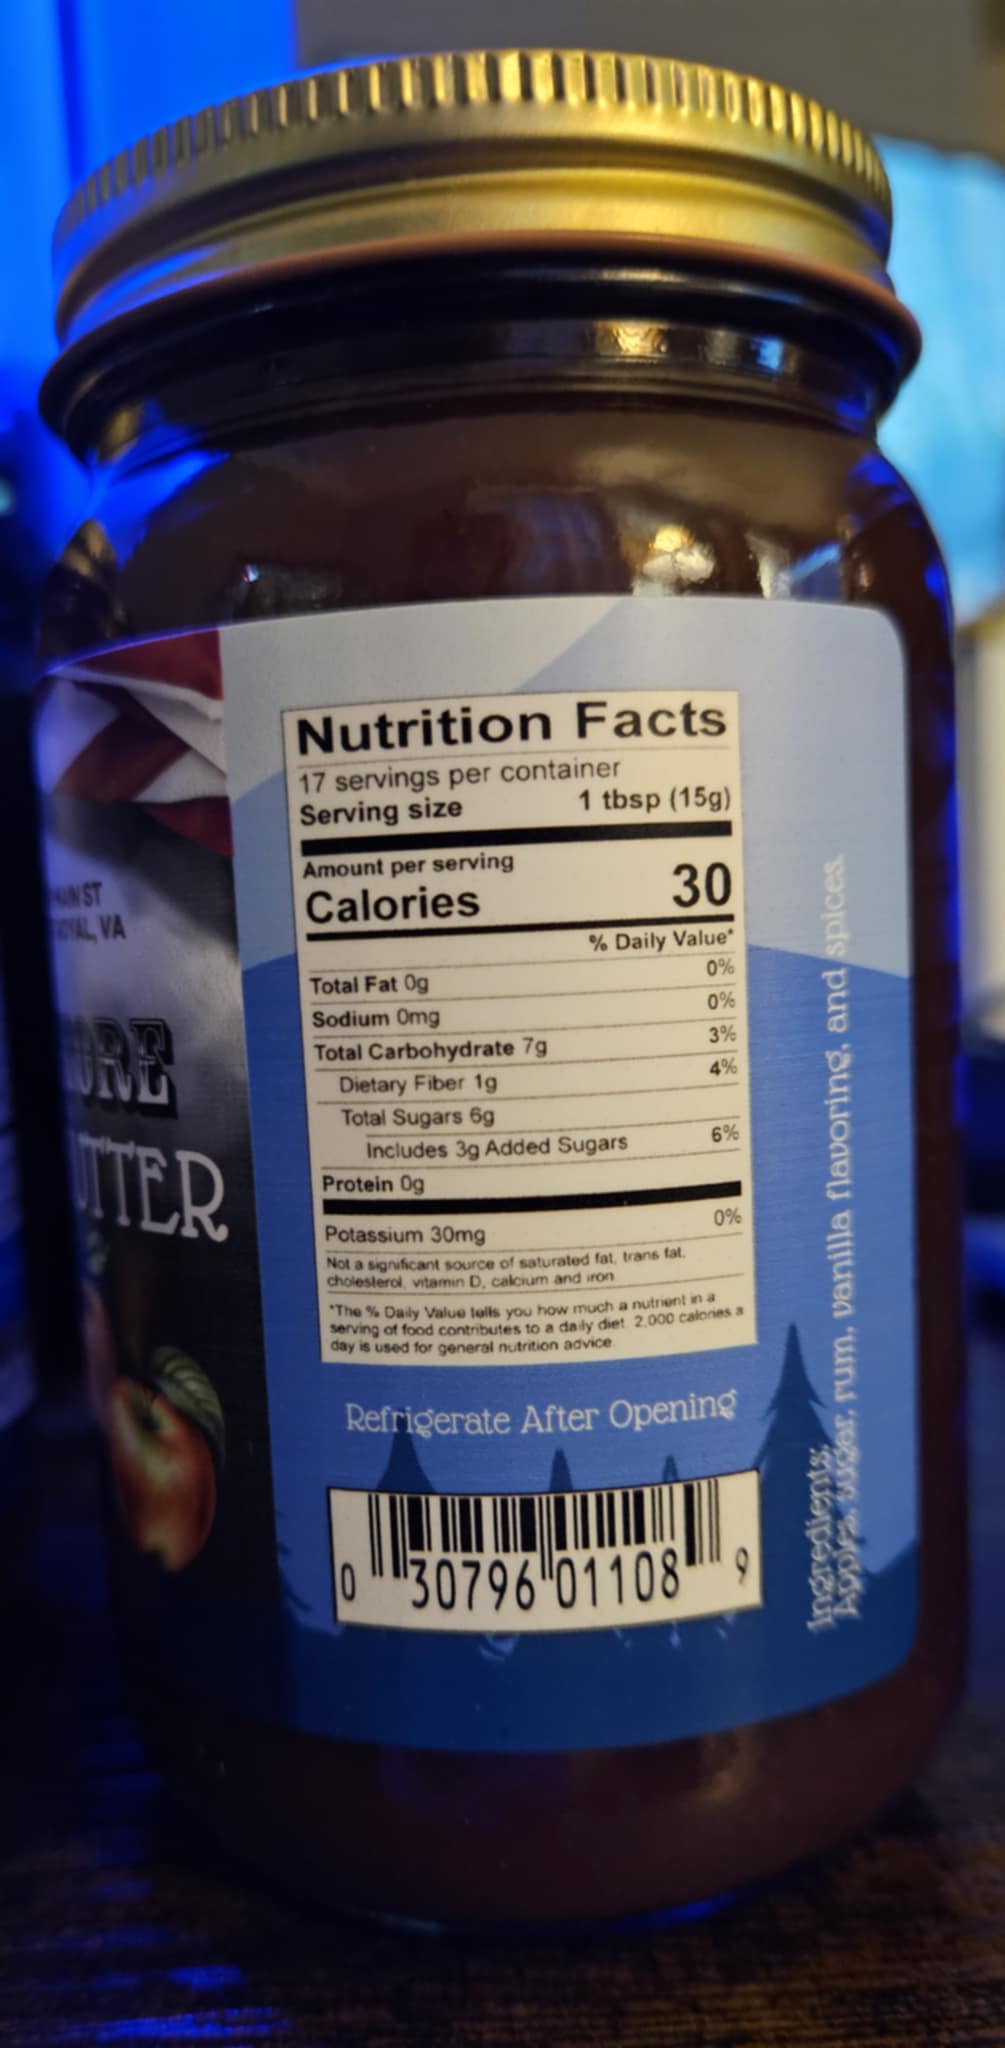 Nutrition Facts
17 servings per container
Serving size 1 tbsp (15g)
Amount per serving
Calories 30
% Daily Value*
Total Fat 0g 0%
Sodium 0mg 0%
Total Carbohydrate 7g 3%
Dietary Fiber 1g 4%
Total Sugars 6g
Includes 3g Added Sugars 6%
Protein 0g
Potassium 30mg 0%
Not a significant source of saturated fat, trans fat,
cholesterol, vitamin D, calcium and iron
*The % Daily Value tells you how much a nutrient in a
serving of food contributes to a daily diet. 2,000 calories a
day is used for general nutrition advice
Refrigerate After Opening
0 30796 01108 9
Ingredients:
Apples, sugar, rum, vanilla flavoring, and spices.
ST
VA